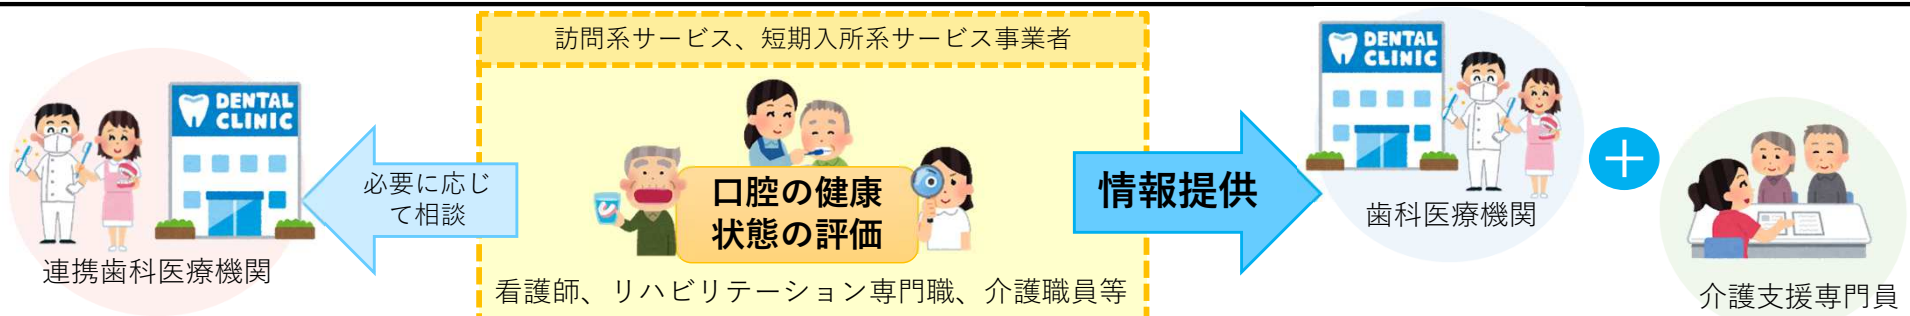 訪問系サービス、短期入所系サービス事業者
DENTAL
CLINIC
連携歯科医療機関
必要に応じ
て相談
口腔の健康
状態の評価
看護師、リハビリテーション専門職、介護職員等
情報提供
DENTAL
CLINIC
歯科医療機関
+
介護支援専門員